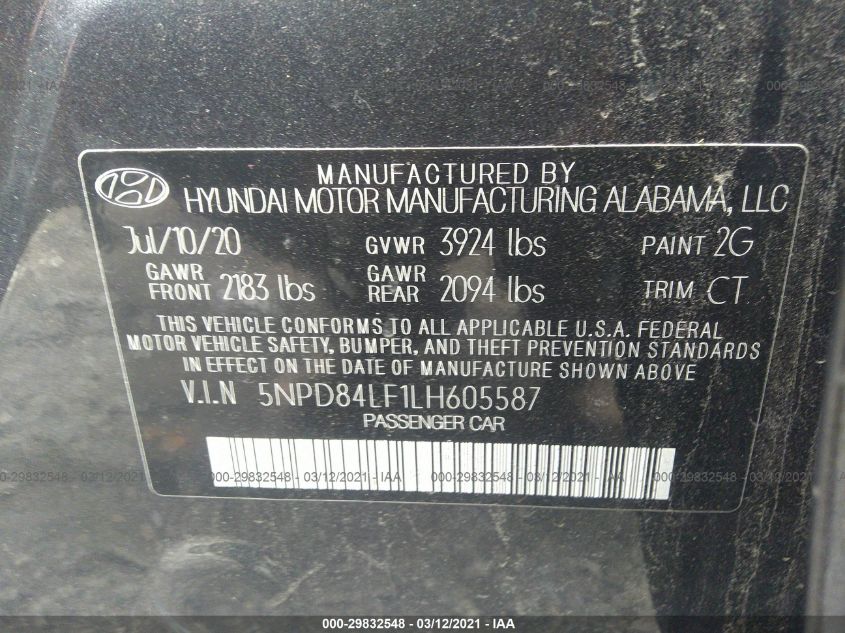 MANUFACTURED BY
HYUNDAI MOTOR MANUFACTURING ALABAMA, LLC
Jul/10/20 GVWR 3924 lbs PAINT 2G
GAWR FRONT 2183 lbs GAWR REAR 2094 lbs TRIM CT
THIS VEHICLE CONFORMS TO ALL APPLICABLE U.S.A. FEDERAL
MOTOR VEHICLE SAFETY, BUMPER, AND THEFT PREVENTION STANDARDS
IN EFFECT ON THE DATE OF MANUFACTURE SHOWN ABOVE
V.I.N 5NPD84LF1LH605587
PASSENGER CAR
000-29832548 - 03/12/2021 - IAA